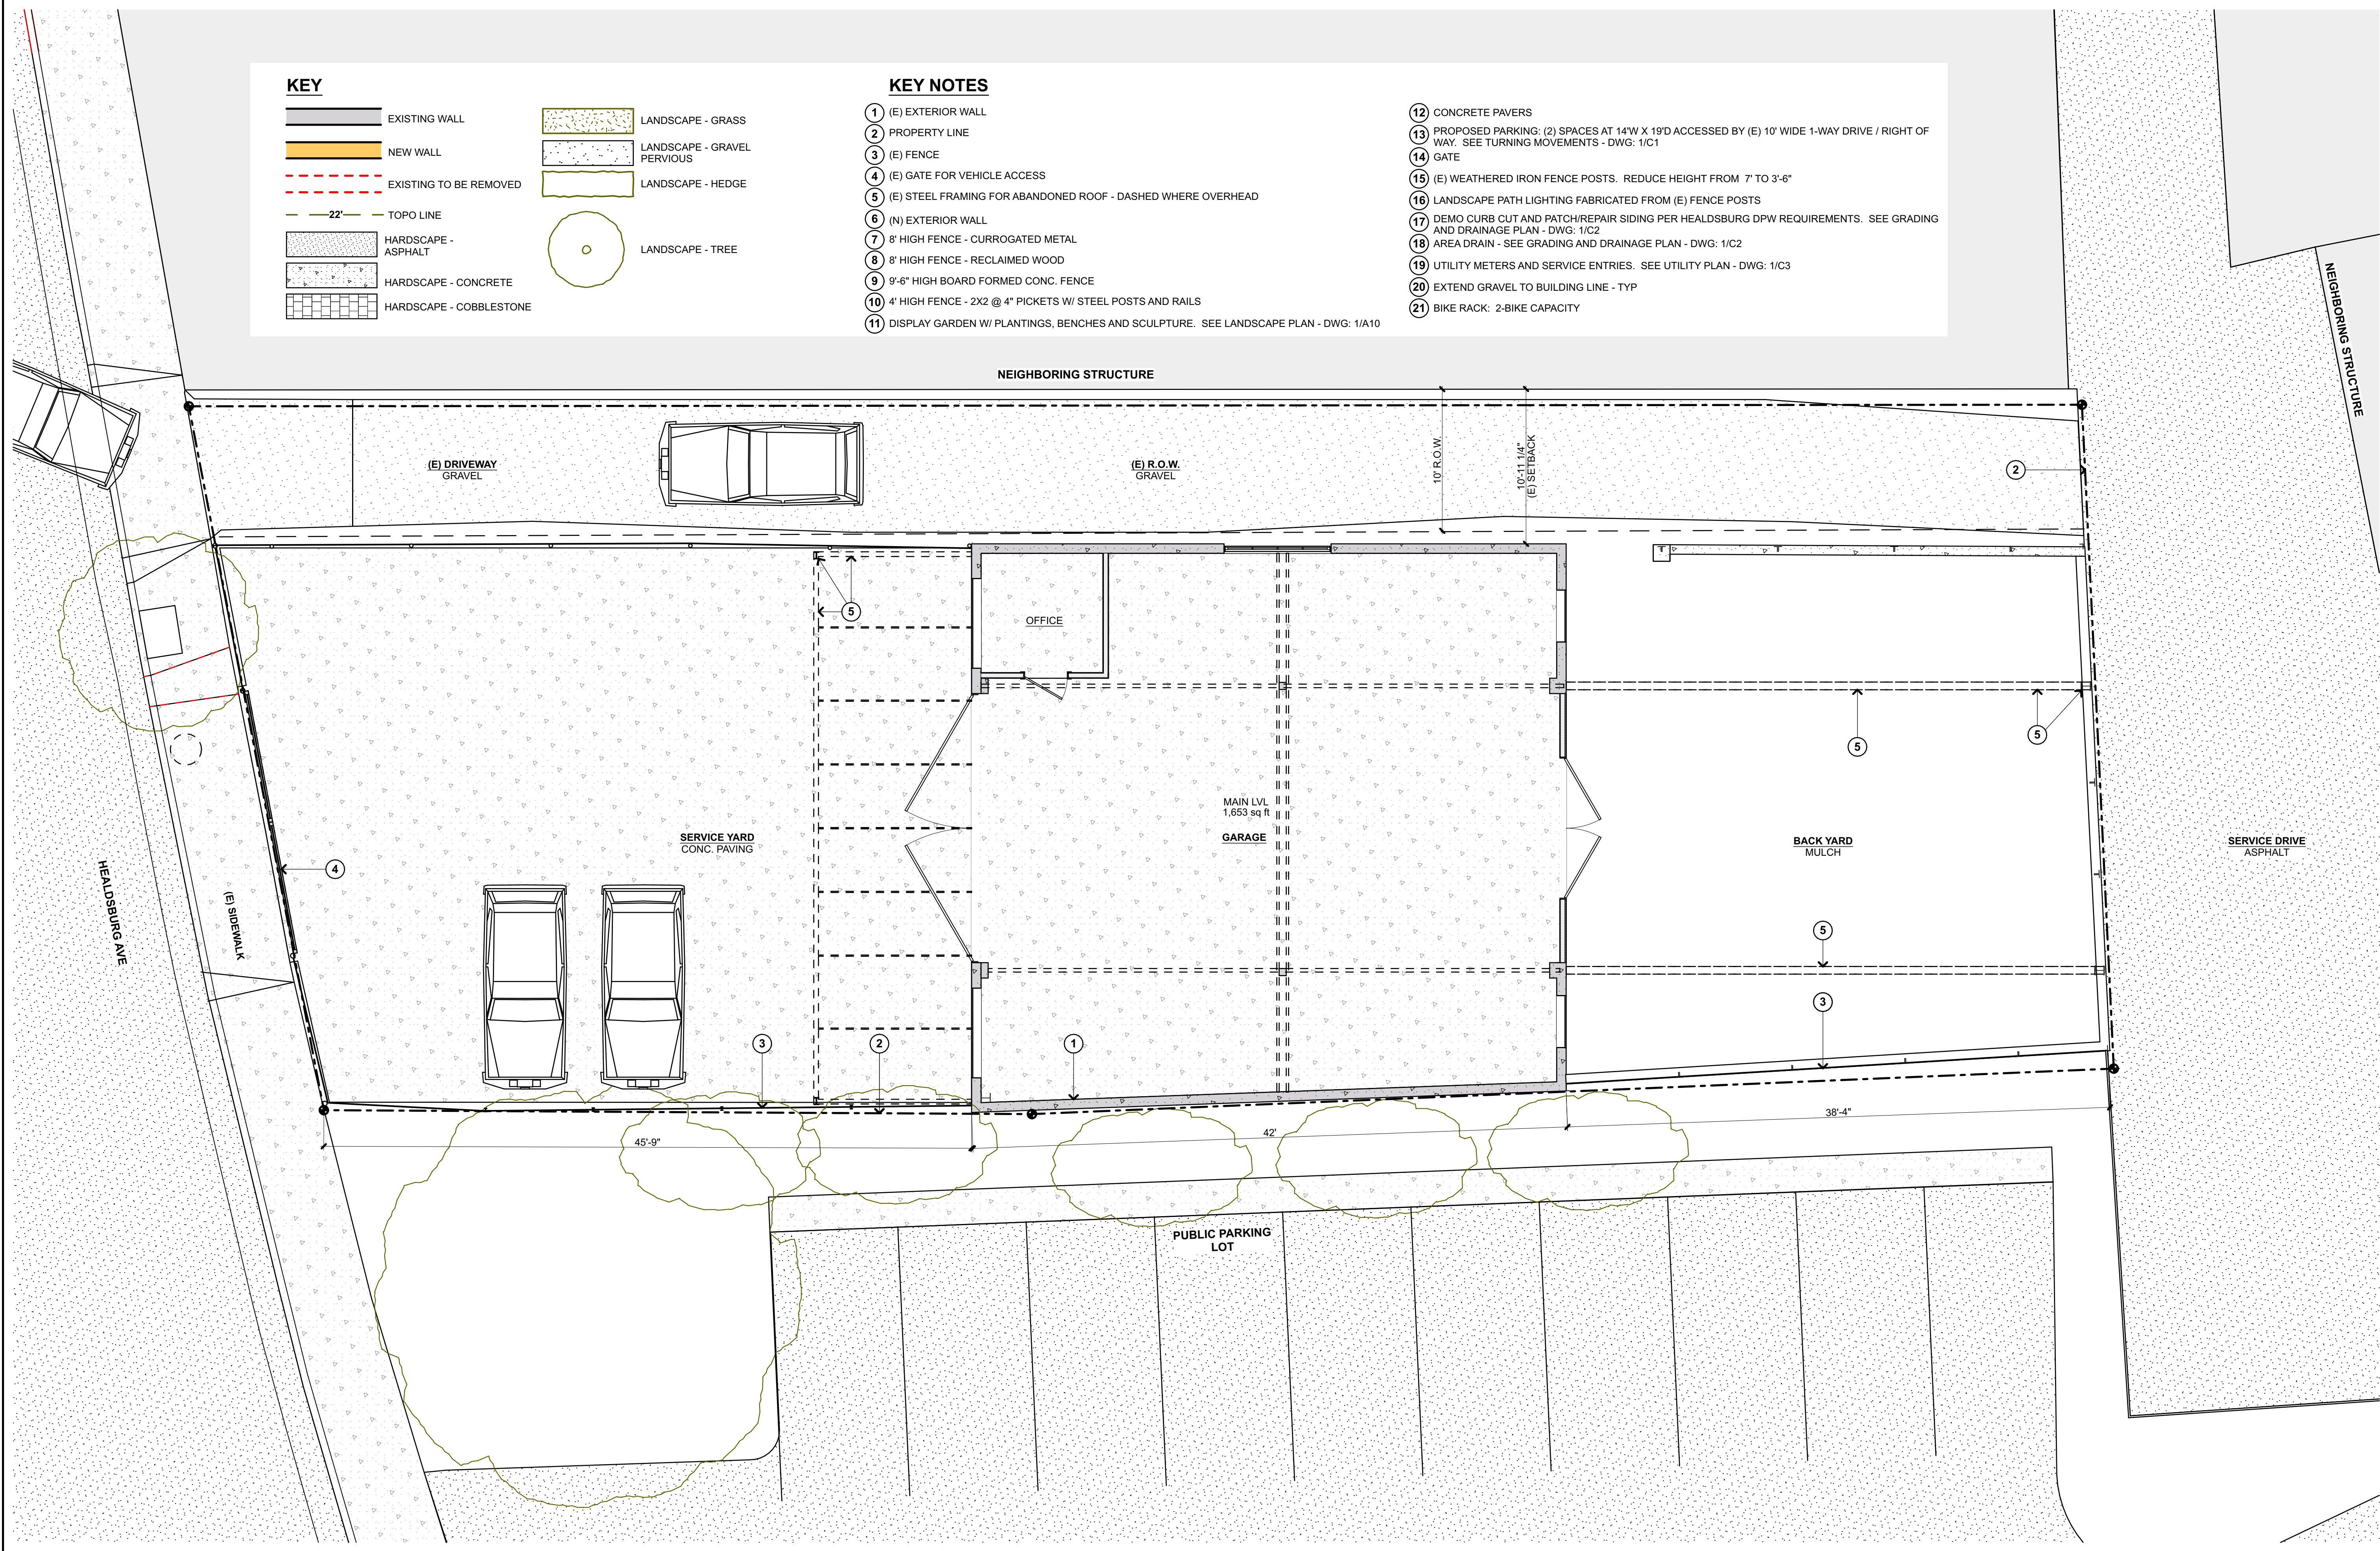 KEY
EXISTING WALL
NEW WALL
EXISTING TO BE REMOVED
22'
TOPO LINE
HARDSCAPE -
ASPHALT
HARDSCAPE - CONCRETE
HARDSCAPE - COBBLESTONE
LANDSCAPE - GRASS
LANDSCAPE - GRAVEL
PERVIOUS
LANDSCAPE - HEDGE
LANDSCAPE - TREE
KEY NOTES
1 (E) EXTERIOR WALL
2 PROPERTY LINE
3 (E) FENCE
4 (E) GATE FOR VEHICLE ACCESS
5 (E) STEEL FRAMING FOR ABANDONED ROOF - DASHED WHERE OVERHEAD
6 (N) EXTERIOR WALL
7 8' HIGH FENCE - CURROGATED METAL
8 8' HIGH FENCE - RECLAIMED WOOD
9 9'-6" HIGH BOARD FORMED CONC. FENCE
10 4' HIGH FENCE - 2X2 @ 4" PICKETS W/ STEEL POSTS AND RAILS
11 DISPLAY GARDEN W/ PLANTINGS, BENCHES AND SCULPTURE. SEE LANDSCAPE PLAN - DWG: 1/A10
12 CONCRETE PAVERS
13 PROPOSED PARKING: (2) SPACES AT 14'W X 19'D ACCESSED BY (E) 10' WIDE 1-WAY DRIVE / RIGHT OF
WAY. SEE TURNING MOVEMENTS - DWG: 1/C1
14 GATE
15 (E) WEATHERED IRON FENCE POSTS. REDUCE HEIGHT FROM 7' TO 3'-6"
16 LANDSCAPE PATH LIGHTING FABRICATED FROM (E) FENCE POSTS
17 DEMO CURB CUT AND PATCH/REPAIR SIDING PER HEALDSBURG DPW REQUIREMENTS. SEE GRADING
AND DRAINAGE PLAN - DWG: 1/C2
18 AREA DRAIN - SEE GRADING AND DRAINAGE PLAN - DWG: 1/C2
19 UTILITY METERS AND SERVICE ENTRIES. SEE UTILITY PLAN - DWG: 1/C3
20 EXTEND GRAVEL TO BUILDING LINE - TYP
21 BIKE RACK: 2-BIKE CAPACITY
NEIGHBORING STRUCTURE
NEIGHBORING STRUCTURE
(E) DRIVEWAY
GRAVEL
(E) R.O.W.
GRAVEL
10' R.O.W.
10'-11 1/4"
(E) SETBACK
2
5
OFFICE
5
5
MAIN LVL
1,653 sq ft
GARAGE
SERVICE YARD
CONC. PAVING
BACK YARD
MULCH
SERVICE DRIVE
ASPHALT
4
HEALDSBURG AVE
(E) SIDEWALK
5
3
3
2
1
45'-9"
42'
38'-4"
PUBLIC PARKING
LOT